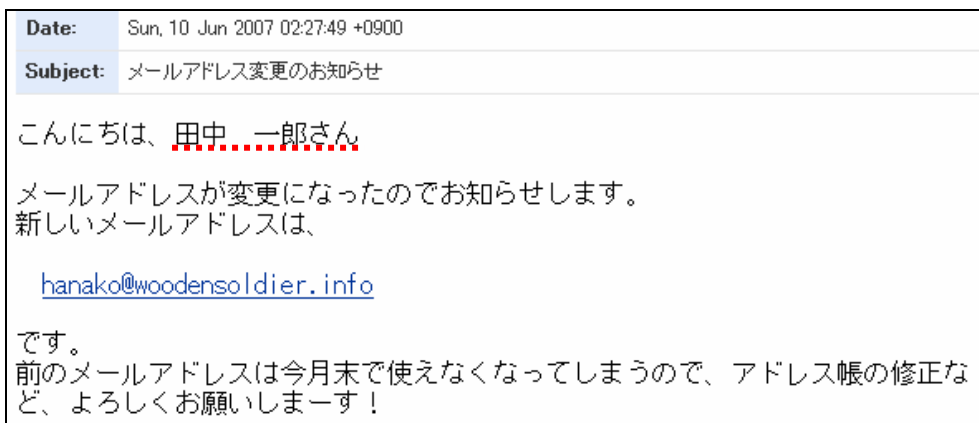 Date: Sun, 10 Jun 2007 02:27:49 +0900
Subject: メールアドレス変更のお知らせ
こんにちは、田中　一郎さん
メールアドレスが変更になったのでお知らせします。
新しいメールアドレスは、
hanako@woodensoldier.info
です。
前のメールアドレスは今月末で使えなくなってしまうので、アドレス帳の修正な
ど、よろしくお願いしまーす！